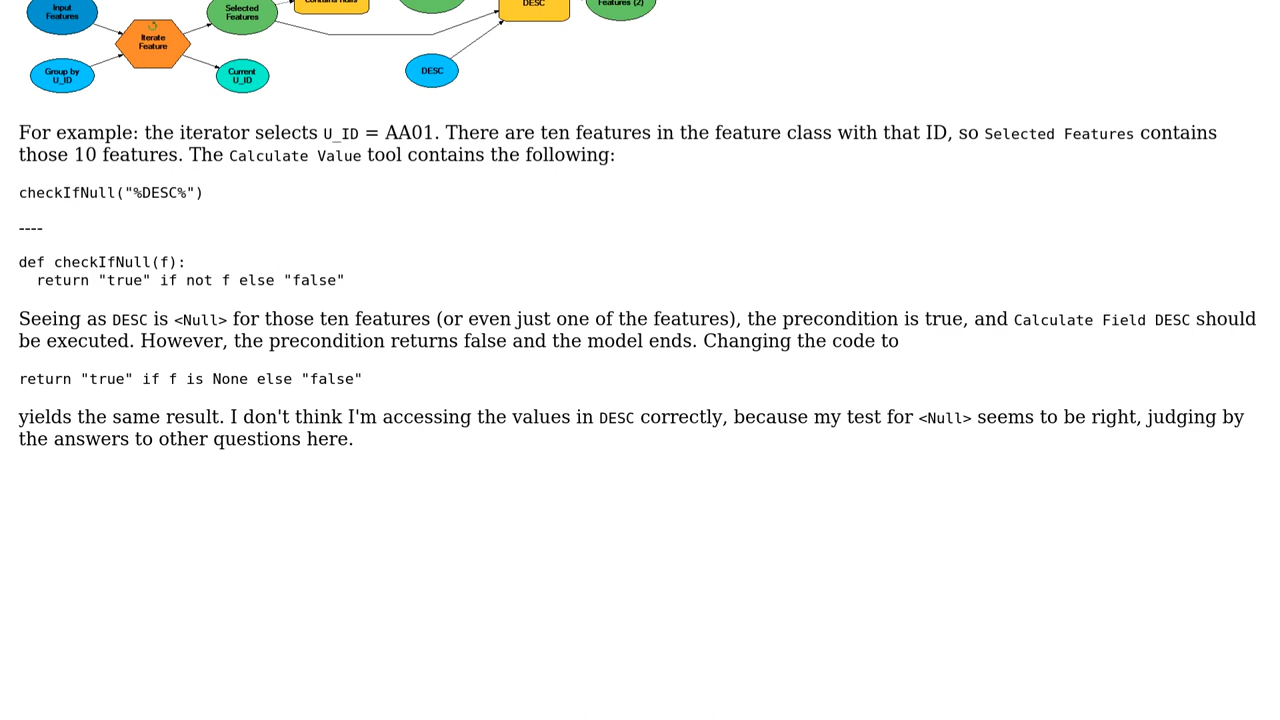 Input
Features
Selected
Features
DESC
Features (2)
Iterate
Feature
Group by
U_ID
Current
U_ID
DESC
For example: the iterator selects U_ID = AA01. There are ten features in the feature class with that ID, so Selected Features contains
those 10 features. The Calculate Value tool contains the following:
checkIfNull("%DESC%")
----
def checkIfNull(f):
  return "true" if not f else "false"
Seeing as DESC is <Null> for those ten features (or even just one of the features), the precondition is true, and Calculate Field DESC should
be executed. However, the precondition returns false and the model ends. Changing the code to
return "true" if f is None else "false"
yields the same result. I don't think I'm accessing the values in DESC correctly, because my test for <Null> seems to be right, judging by
the answers to other questions here.